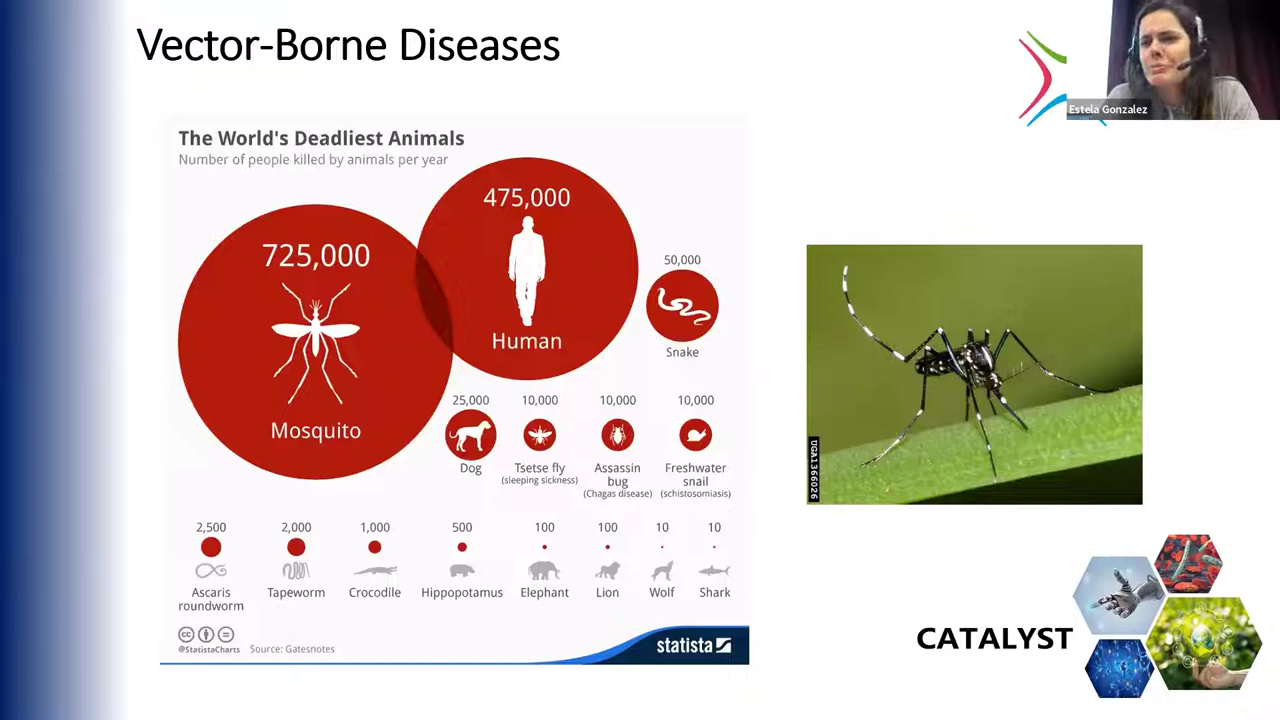 Vector-Borne Diseases
Estela Gonzalez
The World's Deadliest Animals
Number of people killed by animals per year
725,000
Mosquito
475,000
Human
50,000
Snake
25,000
Dog
10,000
Tsetse fly
(sleeping sickness)
10,000
Assassin
bug
(Chagas disease)
10,000
Freshwater
snail
(schistosomiasis)
2,500
Ascaris
roundworm
2,000
Tapeworm
1,000
Crocodile
500
Hippopotamus
100
Elephant
100
Lion
10
Wolf
10
Shark
cc
@StatistaCharts Source: Gatesnotes
statista
UGA1366026
CATALYST